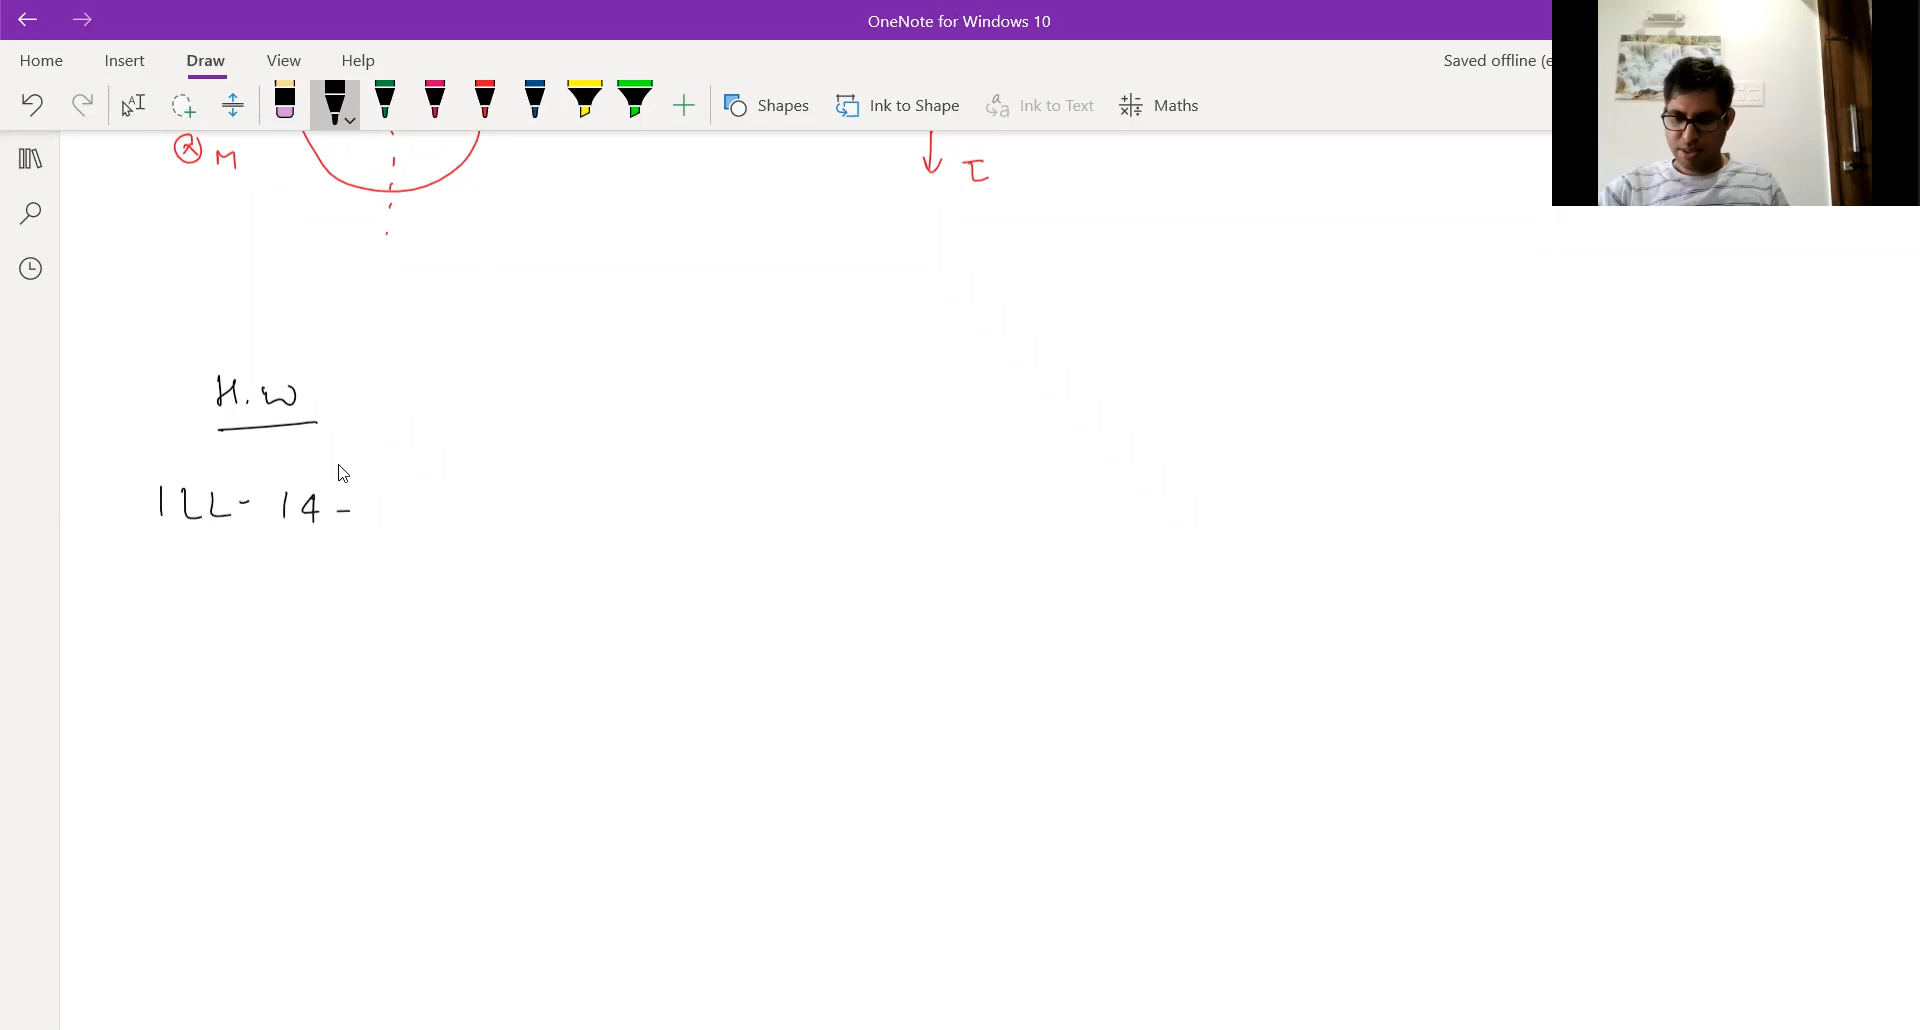 OneNote for Windows 10
Home Insert Draw View Help Saved offline (e
Shapes Ink to Shape Ink to Text Maths
M
H.W
ILL- 14 -